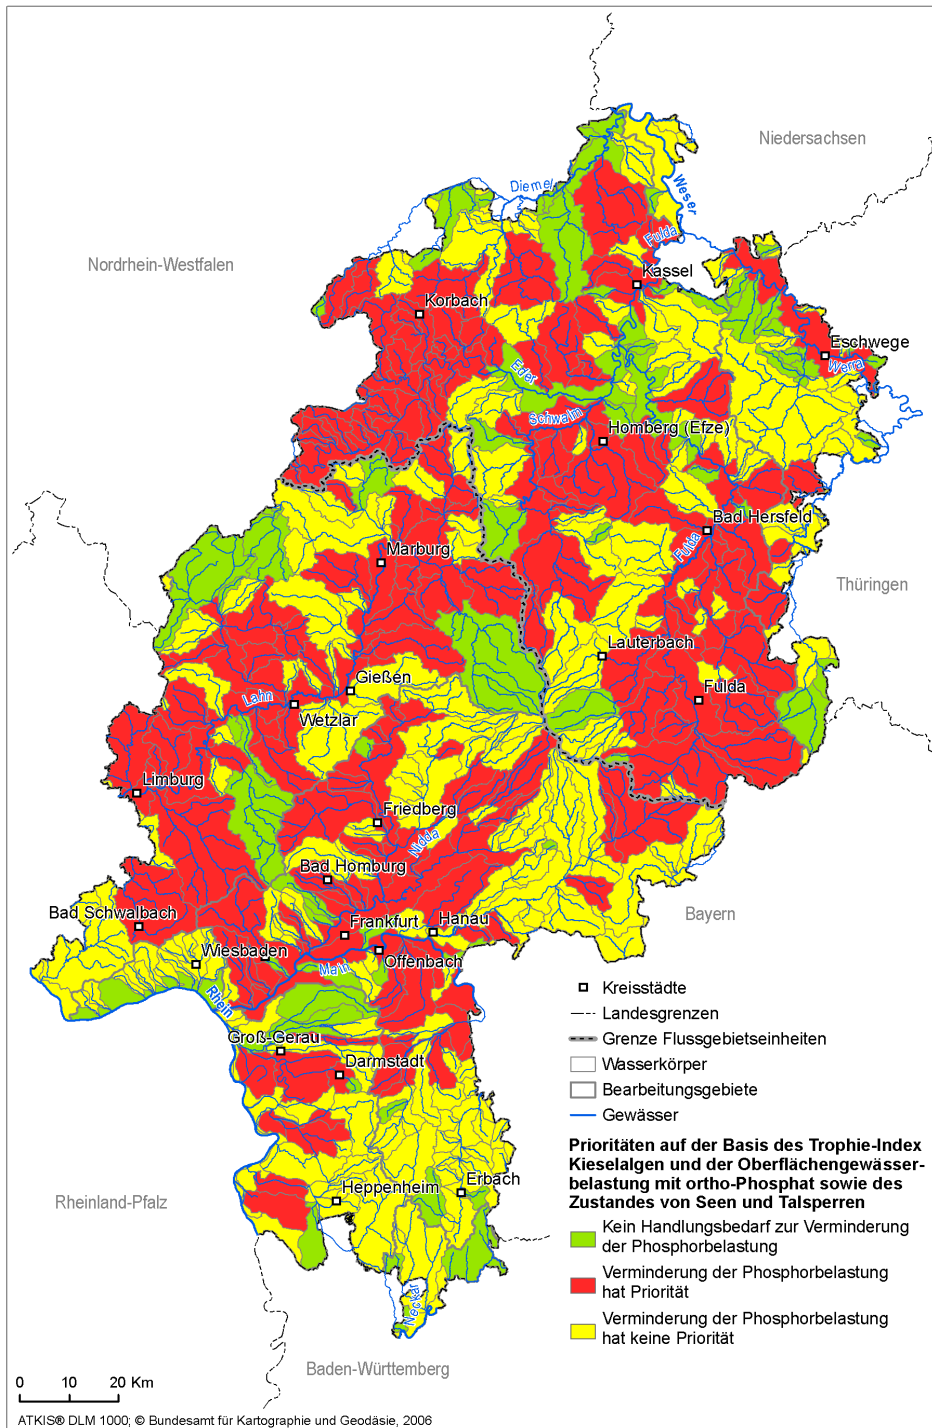 Niedersachsen
Diemel
Weser
Fulda
Nordrhein-Westfalen
Kassel
Korbach
Eschwege
Werra
Eder
Schwalm
Homberg (Efze)
Bad Hersfeld
Fulda
Marburg
Thüringen
Lauterbach
Gießen
Fulda
Lahn
Wetzlar
Limburg
Friedberg
Nidda
Bad Homburg
Bad Schwalbach
Frankfurt
Hanau
Bayern
Wiesbaden
Offenbach
Main
Rhein
Groß-Gerau
Darmstadt
Rheinland-Pfalz
Heppenheim
Erbach
Neckar
Baden-Württemberg
Kreisstädte
Landesgrenzen
Grenze Flussgebietseinheiten
Wasserkörper
Bearbeitungsgebiete
Gewässer
Prioritäten auf der Basis des Trophie-Index
Kieselalgen und der Oberflächengewässer-
belastung mit ortho-Phosphat sowie des
Zustandes von Seen und Talsperren
Kein Handlungsbedarf zur Verminderung
der Phosphorbelastung
Verminderung der Phosphorbelastung
hat Priorität
Verminderung der Phosphorbelastung
hat keine Priorität
0 10 20 Km
ATKIS® DLM 1000; © Bundesamt für Kartographie und Geodäsie, 2006